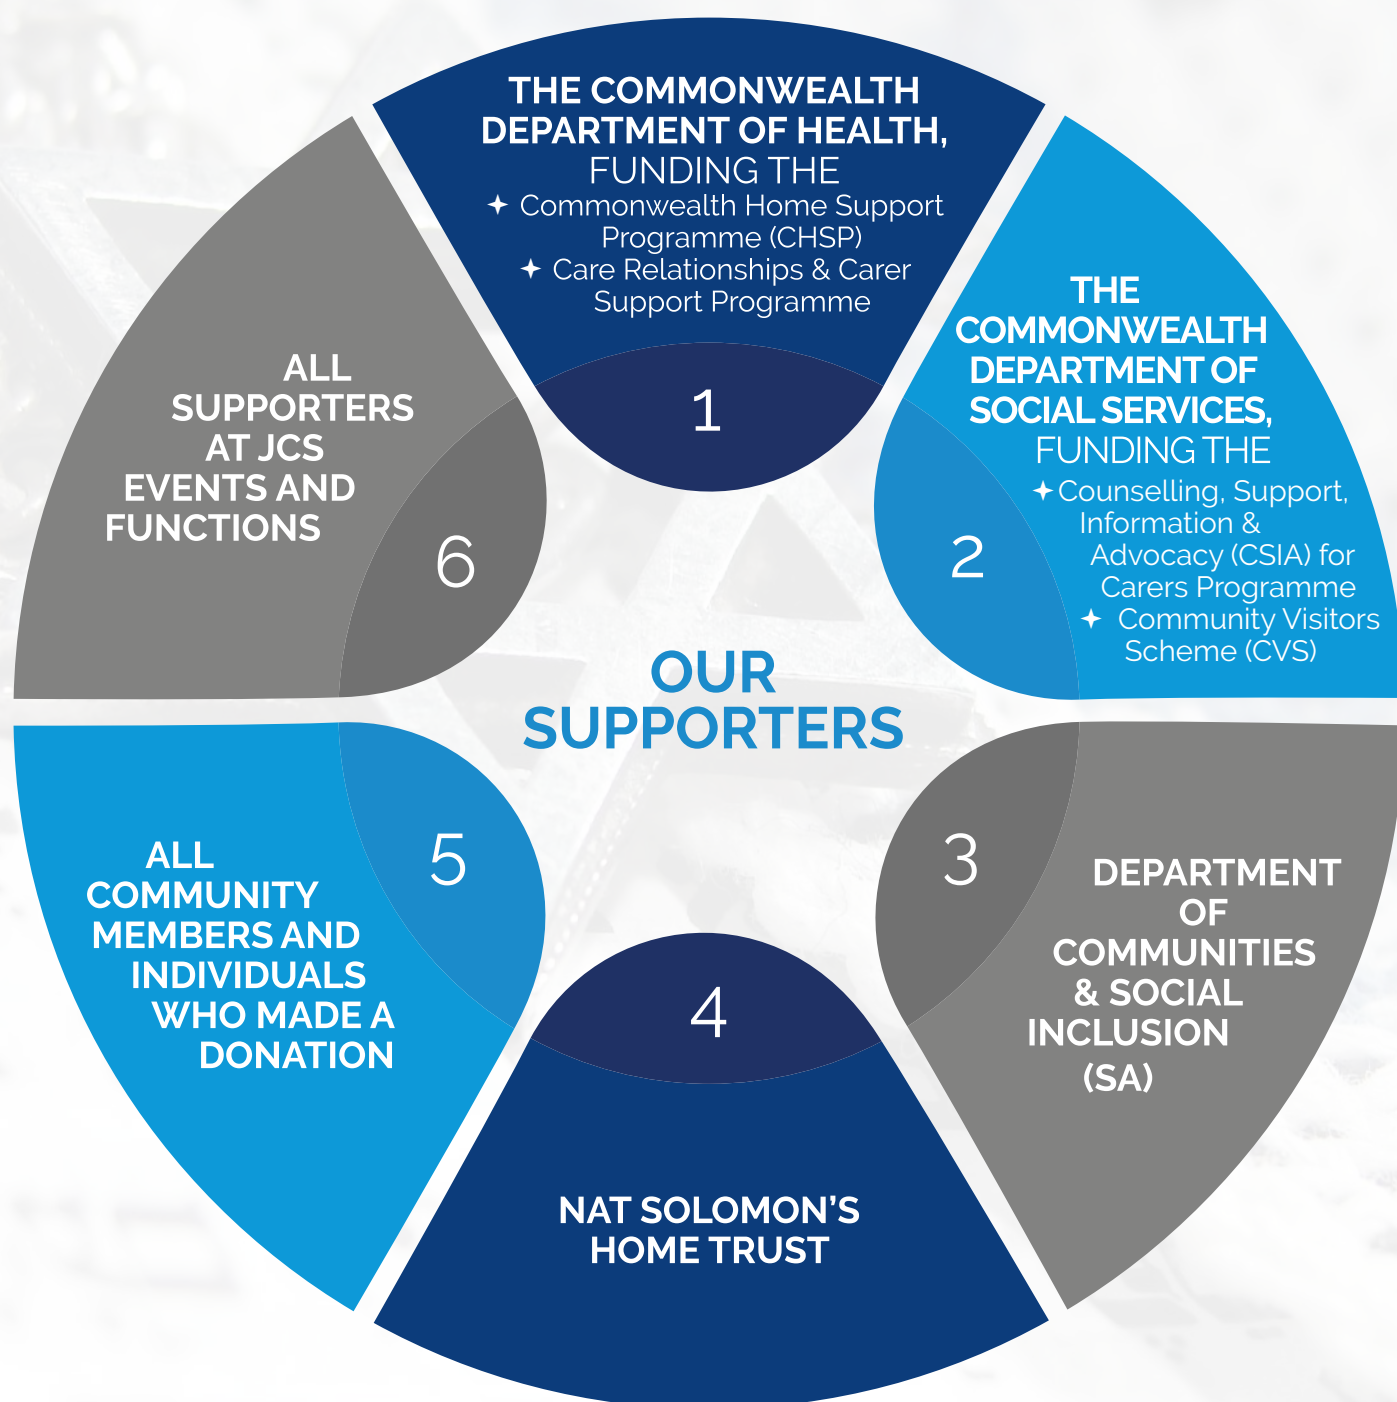 THE COMMONWEALTH
DEPARTMENT OF HEALTH,
FUNDING THE
✦ Commonwealth Home Support
Programme (CHSP)
✦ Care Relationships & Carer
Support Programme
1
THE
COMMONWEALTH
DEPARTMENT OF
SOCIAL SERVICES,
FUNDING THE
✦ Counselling, Support,
Information &
Advocacy (CSIA) for
Carers Programme
✦ Community Visitors
Scheme (CVS)
2
3
DEPARTMENT
OF
COMMUNITIES
& SOCIAL
INCLUSION
(SA)
4
NAT SOLOMON’S
HOME TRUST
5
ALL
COMMUNITY
MEMBERS AND
INDIVIDUALS
WHO MADE A
DONATION
6
ALL
SUPPORTERS
AT JCS
EVENTS AND
FUNCTIONS
OUR
SUPPORTERS